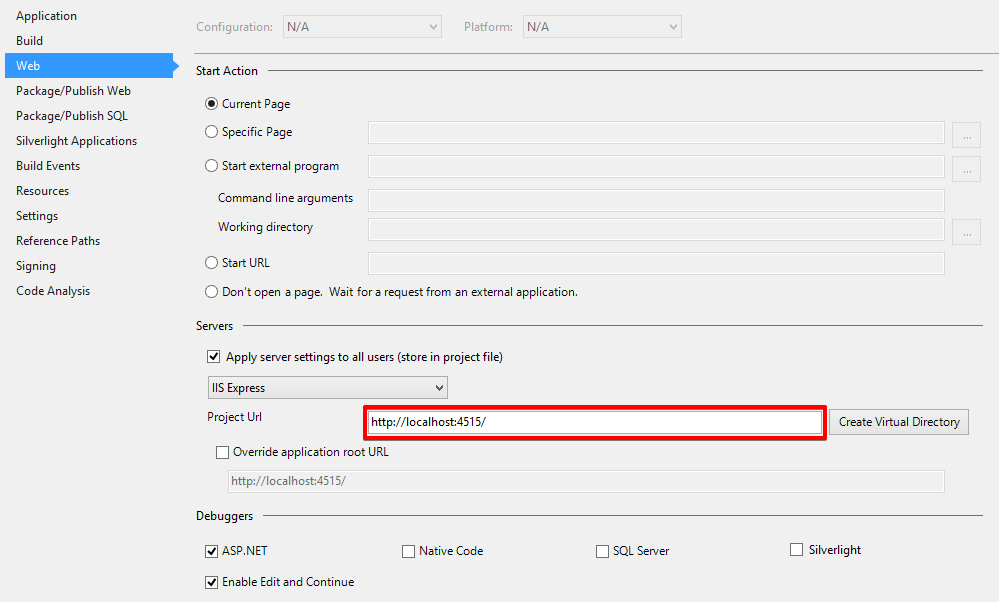 Application
Build
Web
Package/Publish Web
Package/Publish SQL
Silverlight Applications
Build Events
Resources
Settings
Reference Paths
Signing
Code Analysis
Configuration: N/A Platform: N/A
Start Action
Current Page
Specific Page ...
Start external program ...
Command line arguments
Working directory ...
Start URL
Don't open a page. Wait for a request from an external application.
Servers
Apply server settings to all users (store in project file)
IIS Express
Project Url http://localhost:4515/ Create Virtual Directory
Override application root URL
http://localhost:4515/
Debuggers
ASP.NET Native Code SQL Server Silverlight
Enable Edit and Continue